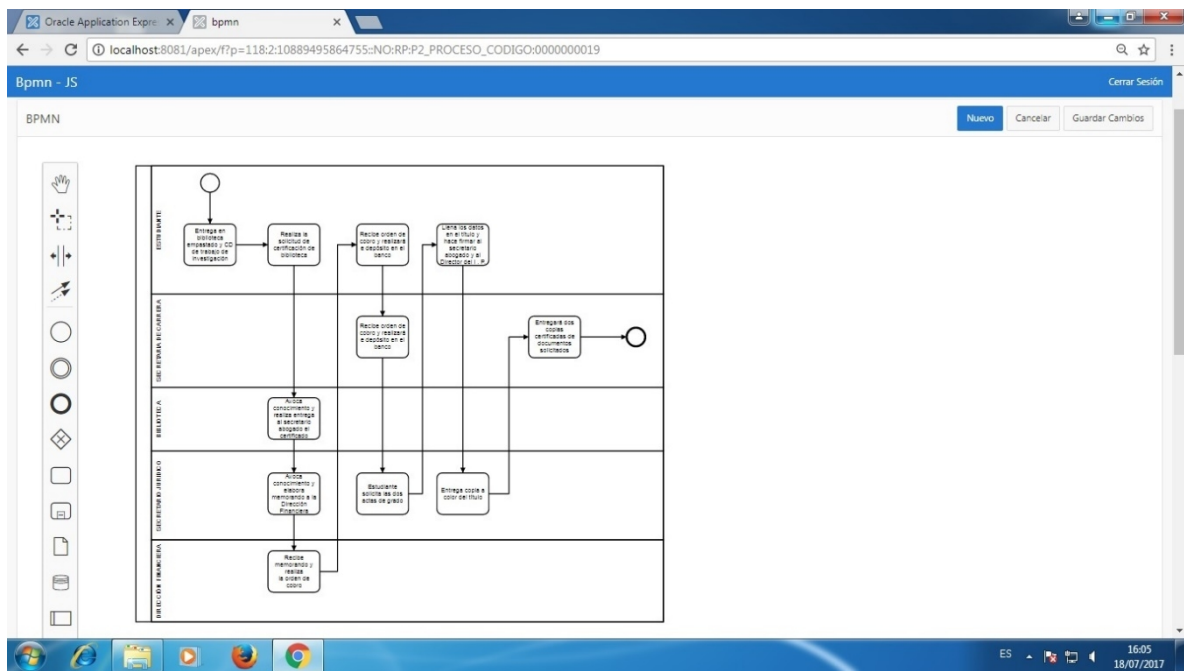 Oracle Application Expre
bpmn
localhost:8081/apex/f?p=118:2:10889495864755::NO:RP:P2_PROCESO_CODIGO:0000000019
Bpmn - JS
Cerrar Sesión
BPMN
Nuevo
Cancelar
Guardar Cambios
ESTUDIANTE
Entrega en
biblioteca
empastado y CD
de trabajo de
investigación
Realiza la
solicitud de
certificación de
biblioteca
Recibe orden de
cobro y realizará
e depósito en el
banco
Llena los datos
en el título y
hace firmar al
secretario
abogado y al
Director del I . R
SECRETARIA DE CARRERA
Recibe orden de
cobro y realizará
e depósito en el
banco
Entregará dos
copias
certificadas de
documentos
solicitados
BIBLIOTECA
Avoca
conocimiento y
realiza entrega
al secretario
abogado el
certificado
SECRETARIO JURIDICO
Avoca
conocimiento y
elabora
memorando a la
Dirección
Financiera
Estudiante
solicita las dos
actas de grado
Entrega copia a
color del título
DIRECCIÓN FINANCIERA
Recibe
memorando y
realiza
la orden de
cobro
ES
16:05
18/07/2017